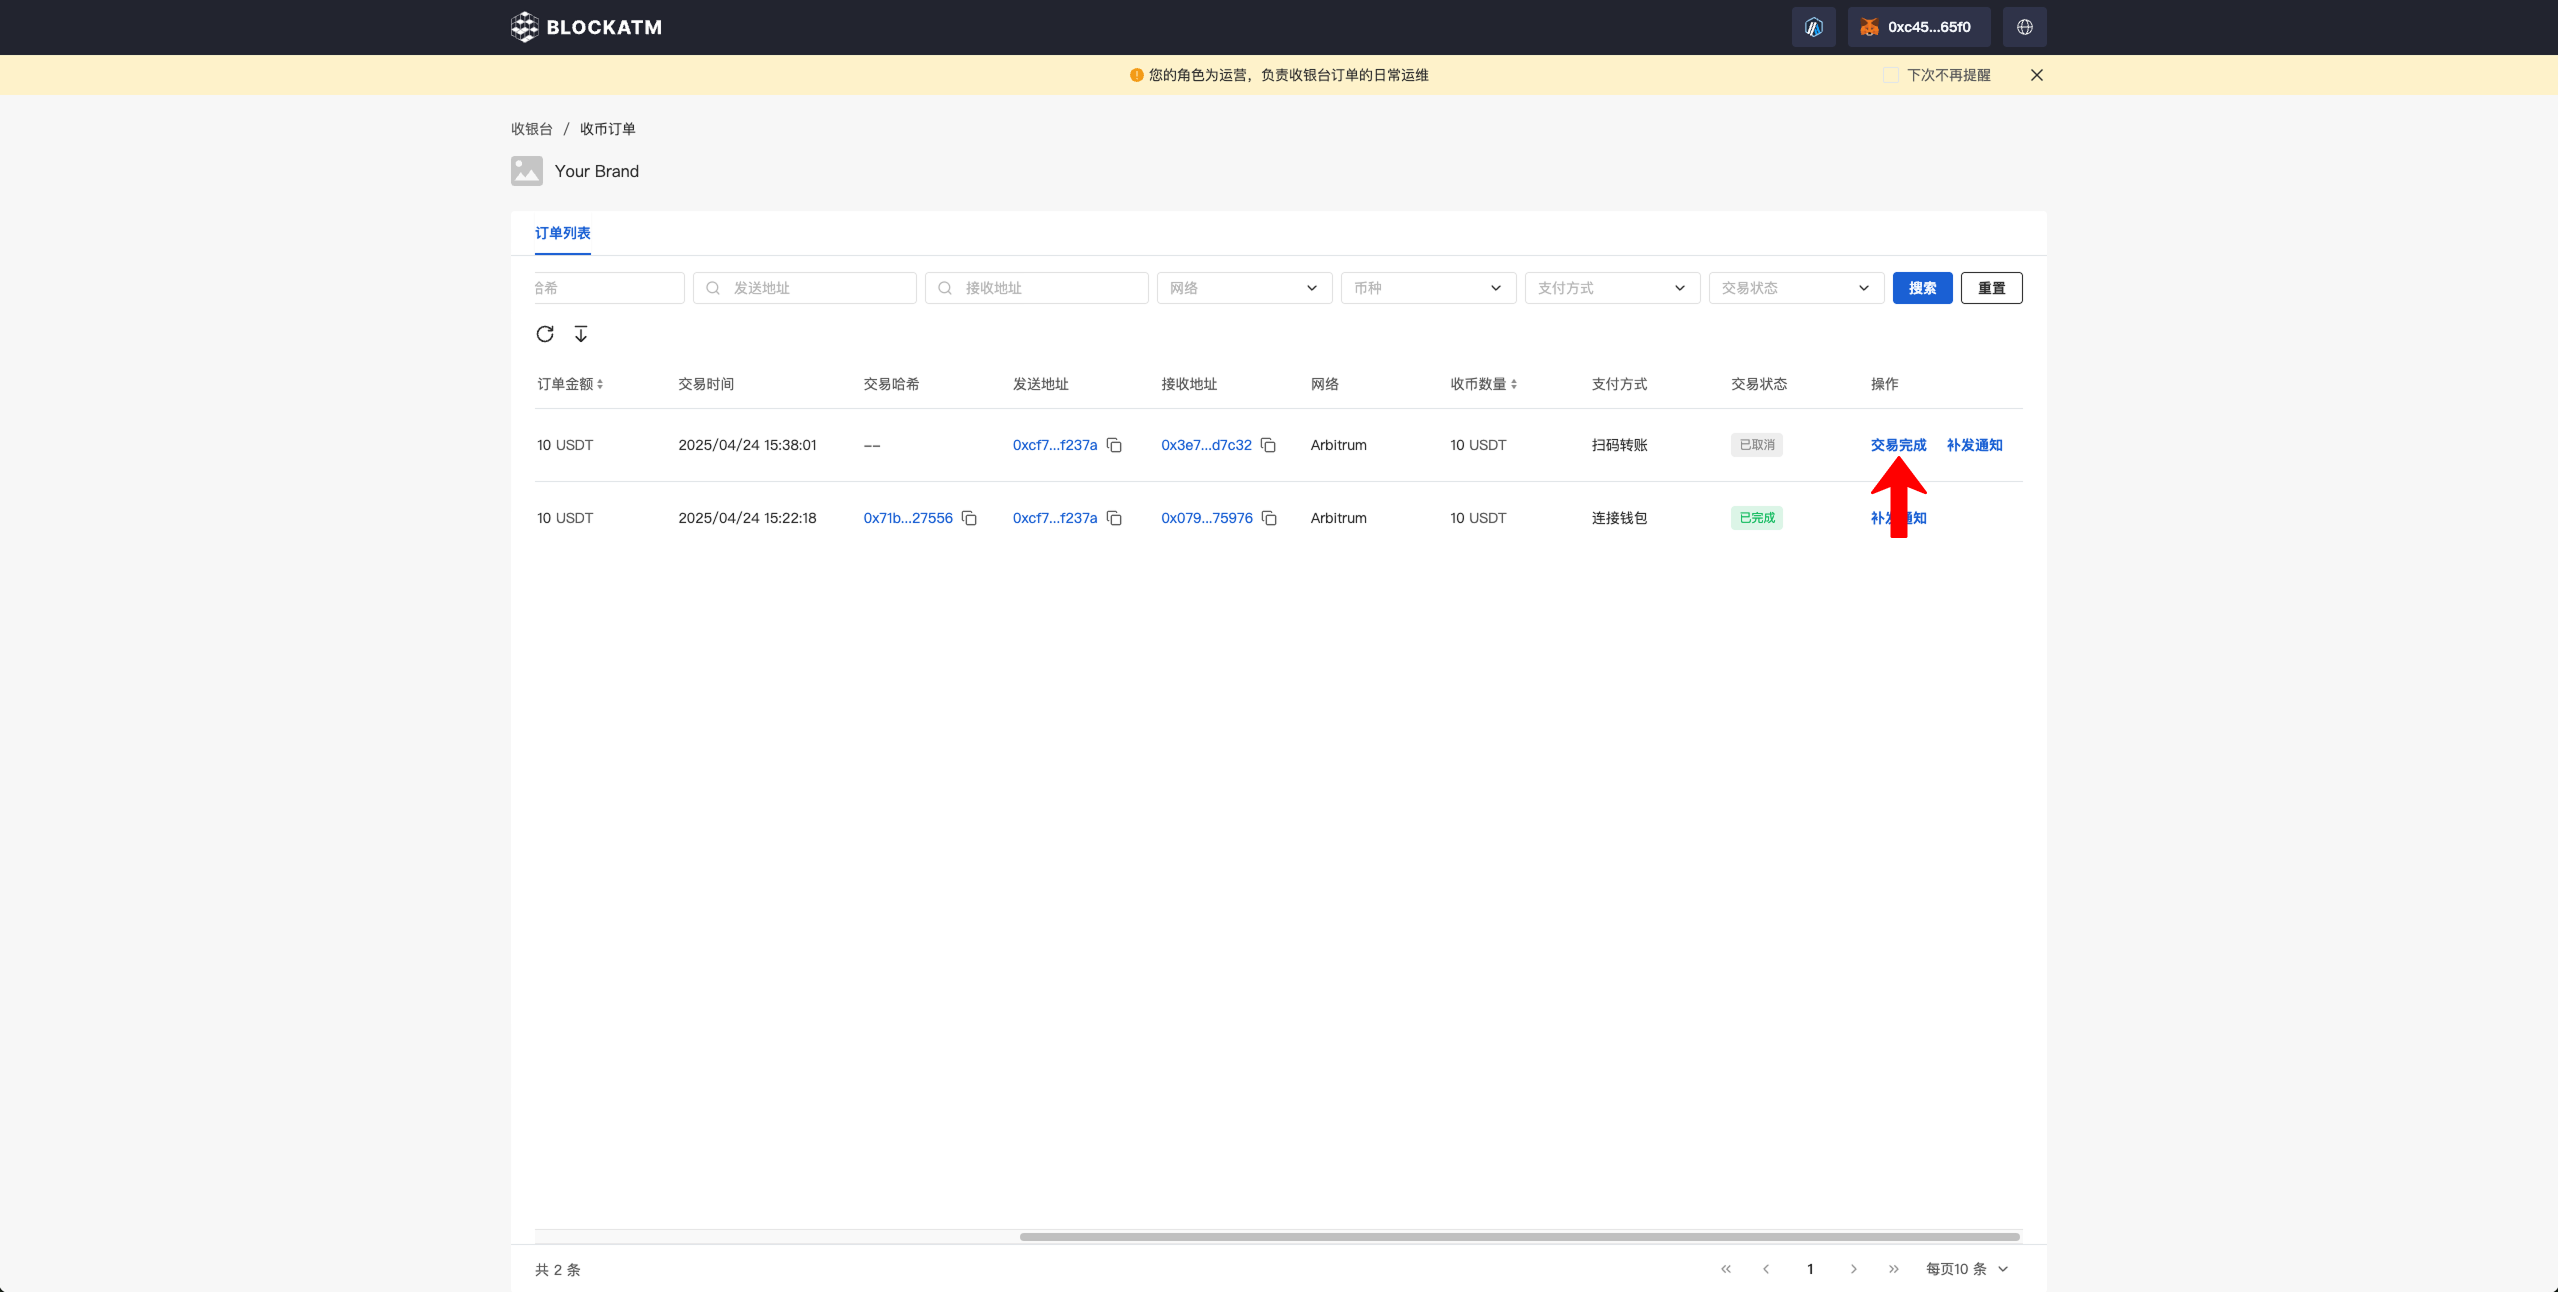 BLOCKATM
0xc45...65f0
您的角色为运营，负责收银台订单的日常运维
下次不再提醒
收银台 / 收币订单
Your Brand
订单列表
哈希 发送地址 接收地址 网络 币种 支付方式 交易状态 搜索 重置
订单金额 交易时间 交易哈希 发送地址 接收地址 网络 收币数量 支付方式 交易状态 操作
10 USDT 2025/04/24 15:38:01 -- 0xcf7...f237a 0x3e7...d7c32 Arbitrum 10 USDT 扫码转账 已取消 交易完成 补发通知
10 USDT 2025/04/24 15:22:18 0x71b...27556 0xcf7...f237a 0x079...75976 Arbitrum 10 USDT 连接钱包 已完成 补发通知
共 2 条
1
每页10 条